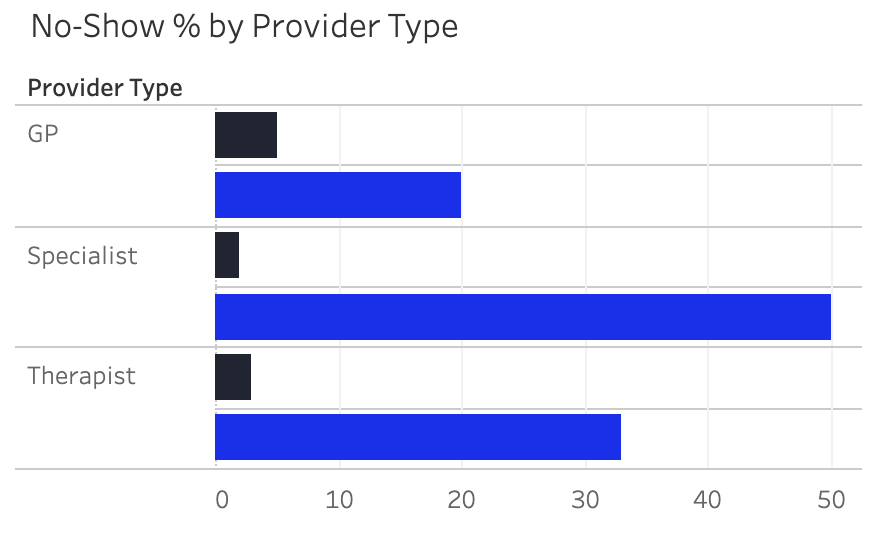 No-Show % by Provider Type
Provider Type
GP
Specialist
Therapist
0 10 20 30 40 50